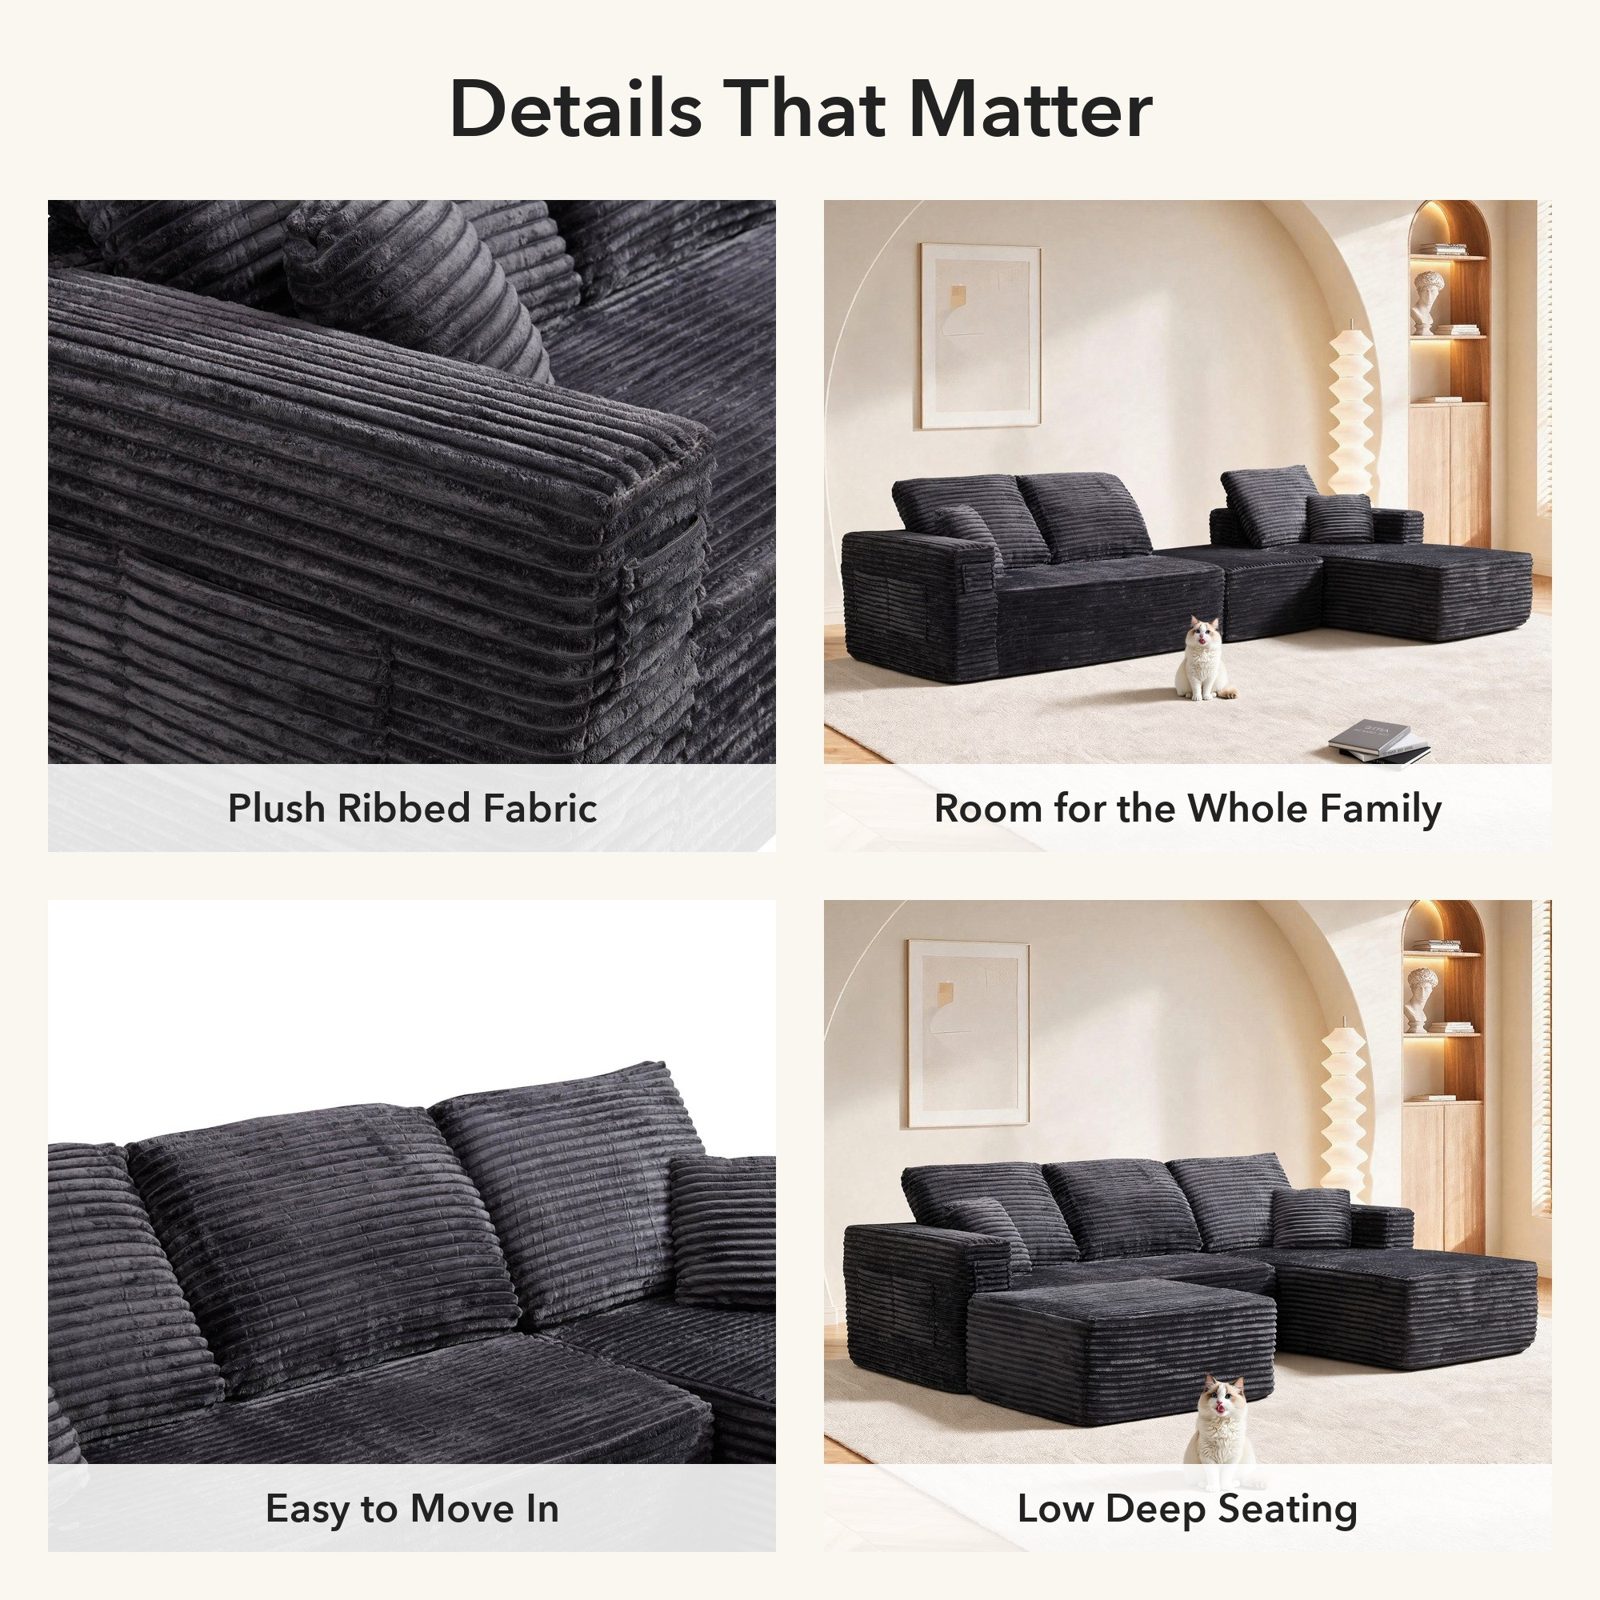 Details That Matter
Plush Ribbed Fabric
Room for the Whole Family
Easy to Move In
Low Deep Seating